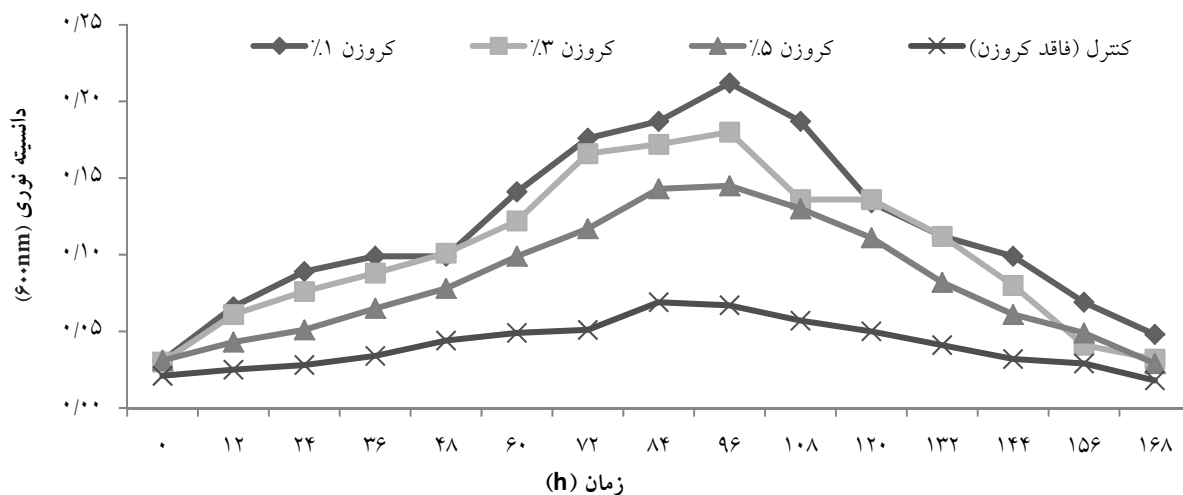 ۰/۲۵
۰/۲۰
۰/۱۵
۰/۱۰
۰/۰۵
۰/۰۰
دانسیته نوری (۶۰۰nm)
کروزن ۱٪
کروزن ۳٪
کروزن ۵٪
کنترل (فاقد کروزن)
۰ ۱۲ ۲۴ ۳۶ ۴۸ ۶۰ ۷۲ ۸۴ ۹۶ ۱۰۸ ۱۲۰ ۱۳۲ ۱۴۴ ۱۵۶ ۱۶۸
زمان (h)